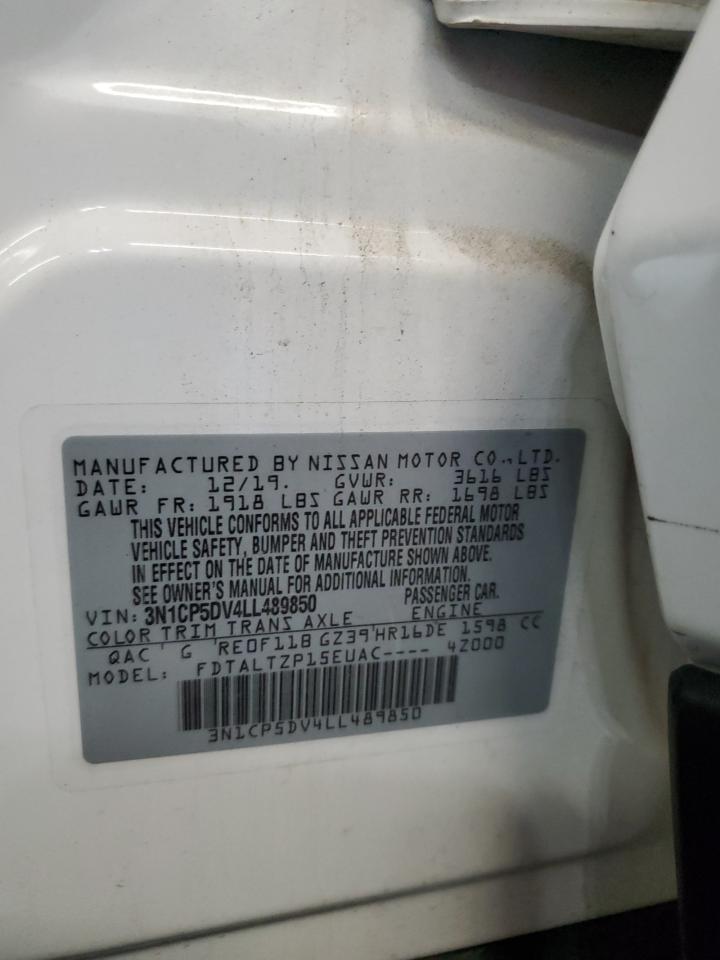 MANUFACTURED BY NISSAN MOTOR CO., LTD.
DATE: 12/19. GVWR: 3616 LBS
GAWR FR: 1918 LBS GAWR RR: 1698 LBS
THIS VEHICLE CONFORMS TO ALL APPLICABLE FEDERAL MOTOR
VEHICLE SAFETY, BUMPER AND THEFT PREVENTION STANDARDS
IN EFFECT ON THE DATE OF MANUFACTURE SHOWN ABOVE.
SEE OWNER'S MANUAL FOR ADDITIONAL INFORMATION.
VIN: 3N1CP5DV4LL489850 PASSENGER CAR.
COLOR TRIM TRANS AXLE ENGINE
QAC G RE0F11B GZ39 HR16DE 1598 CC
MODEL: FDTALTZP15EUAC---- 4Z000
3N1CP5DV4LL489850